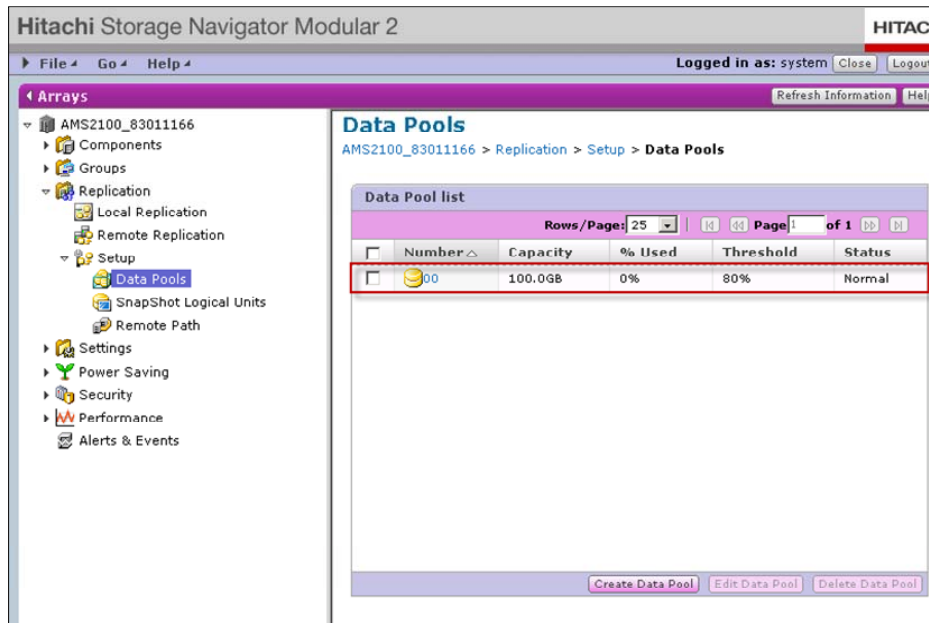 Hitachi Storage Navigator Modular 2
HITAC
File Go Help
Logged in as: system Close Logout
Arrays
Refresh Information Help
AMS2100_83011166
Components
Groups
Replication
Local Replication
Remote Replication
Setup
Data Pools
SnapShot Logical Units
Remote Path
Settings
Power Saving
Security
Performance
Alerts & Events
Data Pools
AMS2100_83011166 > Replication > Setup > Data Pools
Data Pool list
Rows/Page: 25 | Page 1 of 1
Number Capacity % Used Threshold Status
00 100.0GB 0% 80% Normal
Create Data Pool Edit Data Pool Delete Data Pool